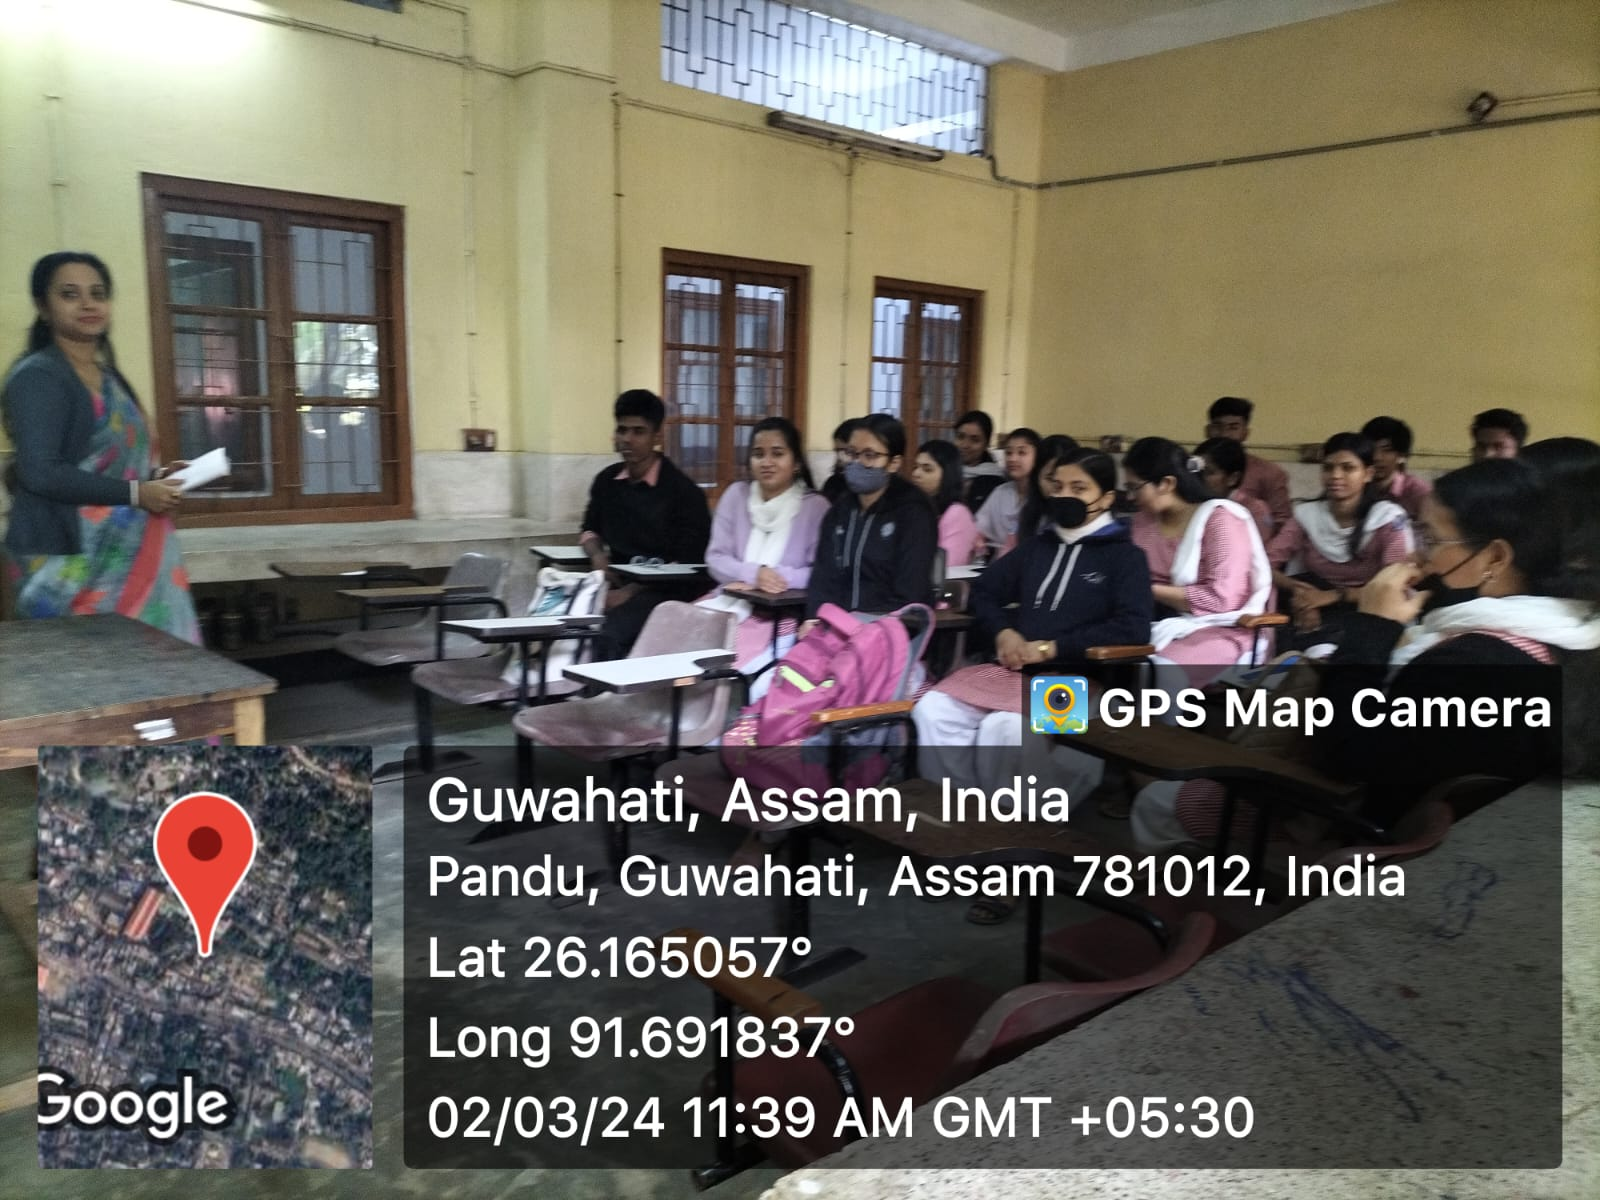 GPS Map Camera
Guwahati, Assam, India
Pandu, Guwahati, Assam 781012, India
Lat 26.165057°
Long 91.691837°
02/03/24 11:39 AM GMT +05:30
Google